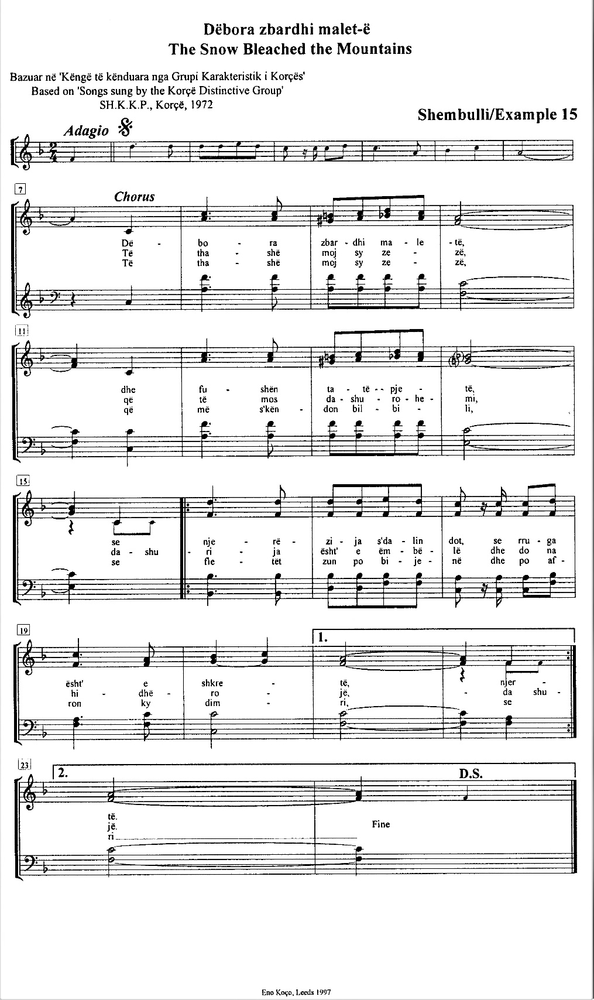 Dëbora zbardhi malet-ë
The Snow Bleached the Mountains
Bazuar në 'Këngë të kënduara nga Grupi Karakteristik i Korçës'
Based on 'Songs sung by the Korçë Distinctive Group'
SH.K.K.P., Korçë, 1972
Shembulli/Example 15
Adagio
2
4
7
Chorus
Dë - bo - ra zbar - dhi ma - le - të,
Të tha - shë moj sy ze - zë,
Të tha - shë moj sy ze - zë,
11
dhe fu - shën ta - të - - pje - të,
që të mos da - shu - ro - he - mi,
që më s'kën - don bil - bi - li,
15
se nje - rë - zi - ja s'da - lin dot, se rru - ga
da - shu - ri - ja ësht' e ëm - bë - lë dhe do na
se fle - tët zun po bi - je - në dhe po af -
19
1.
ësht' e shkre - të, njer -
hi - dhë - ro - jë, - da shu -
ron ky dim - ri, se
23
2.
D.S.
të.
jë. Fine
ri
Eno Koço, Leeds 1997